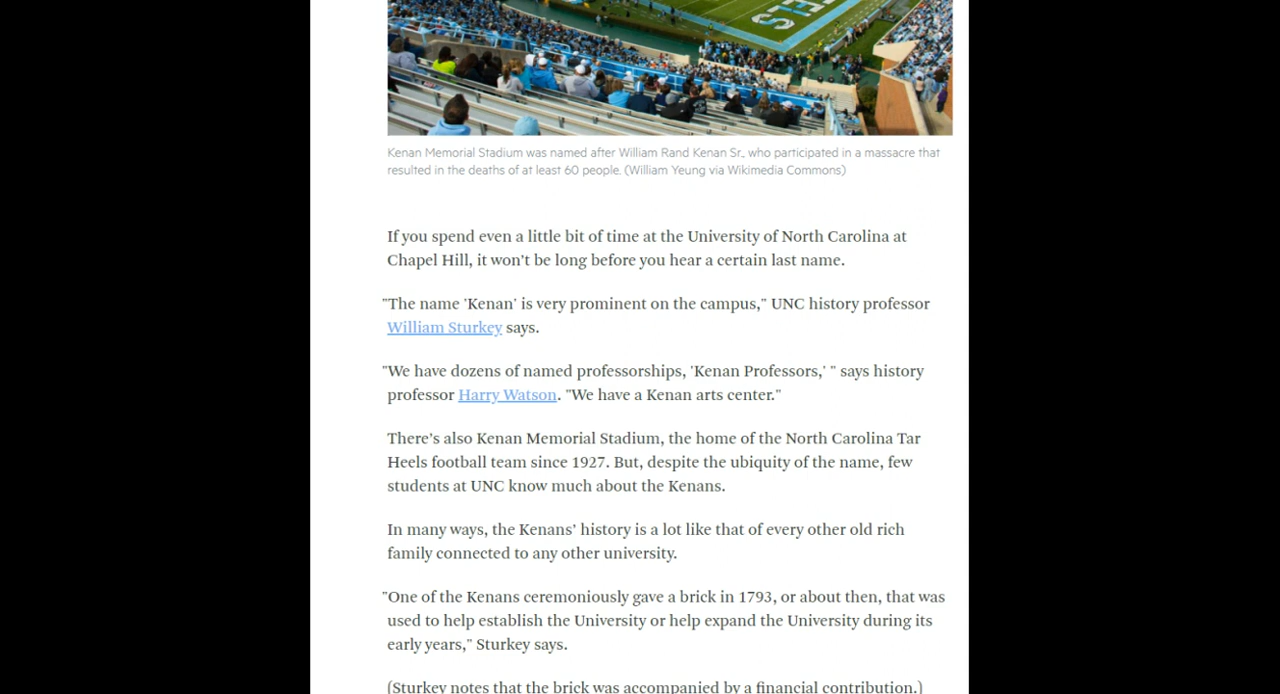 Kenan Memorial Stadium was named after William Rand Kenan Sr., who participated in a massacre that
resulted in the deaths of at least 60 people. (William Yeung via Wikimedia Commons)
If you spend even a little bit of time at the University of North Carolina at
Chapel Hill, it won’t be long before you hear a certain last name.
"The name 'Kenan' is very prominent on the campus," UNC history professor
William Sturkey says.
"We have dozens of named professorships, 'Kenan Professors,' " says history
professor Harry Watson. "We have a Kenan arts center."
There’s also Kenan Memorial Stadium, the home of the North Carolina Tar
Heels football team since 1927. But, despite the ubiquity of the name, few
students at UNC know much about the Kenans.
In many ways, the Kenans’ history is a lot like that of every other old rich
family connected to any other university.
"One of the Kenans ceremoniously gave a brick in 1793, or about then, that was
used to help establish the University or help expand the University during its
early years," Sturkey says.
(Sturkey notes that the brick was accompanied by a financial contribution.)